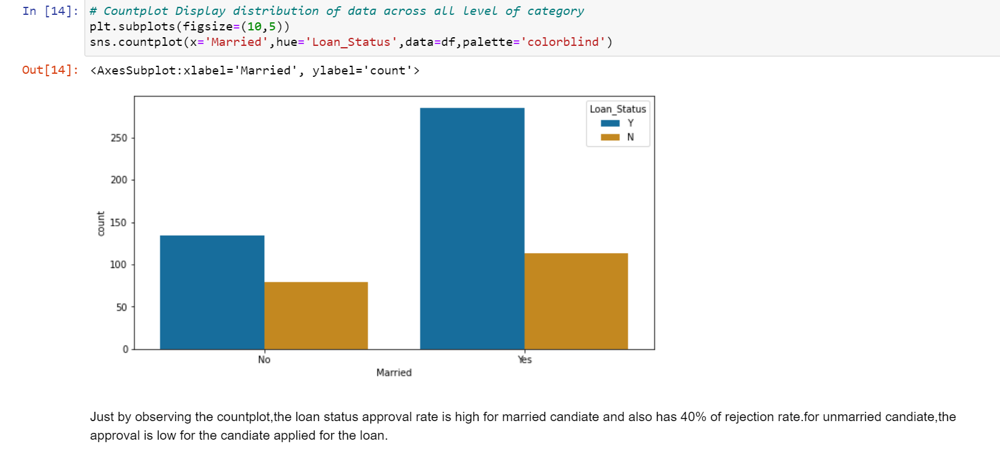 In [14]: # Countplot Display distribution of data across all level of category
plt.subplots(figsize=(10,5))
sns.countplot(x='Married',hue='Loan_Status',data=df,palette='colorblind')
Out[14]: <AxesSubplot:xlabel='Married', ylabel='count'>
Loan_Status
Y
N
250
200
150
100
50
0
count
No Yes
Married
Just by observing the countplot,the loan status approval rate is high for married candiate and also has 40% of rejection rate.for unmarried candiate,the
approval is low for the candiate applied for the loan.